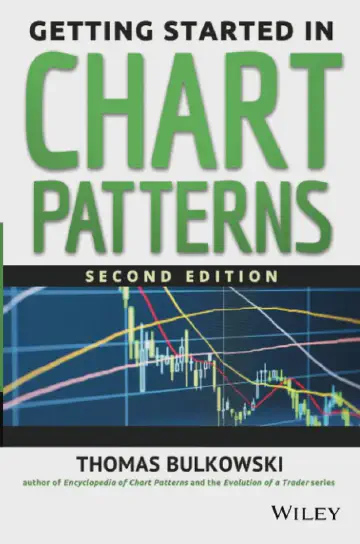 GETTING STARTED IN
CHART
PATTERNS
SECOND EDITION
THOMAS BULKOWSKI
author of Encyclopedia of Chart Patterns and the Evolution of a Trader series
WILEY